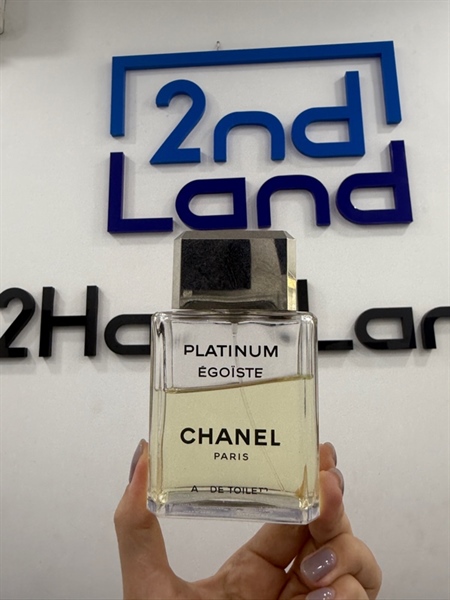 2nd
Land
PLATINUM
ÉGOÏSTE
CHANEL
PARIS